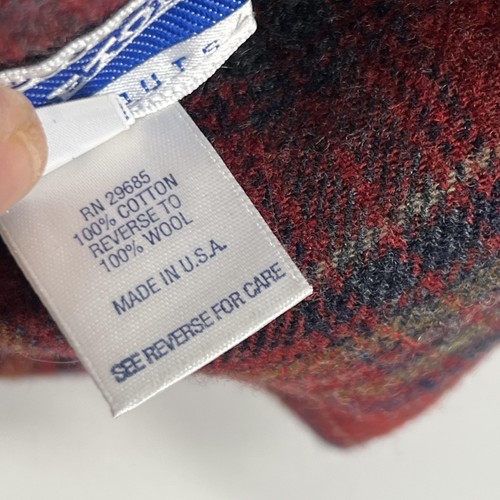 RN 29685
100% COTTON
REVERSE TO
100% WOOL
MADE IN U.S.A.
SEE REVERSE FOR CARE